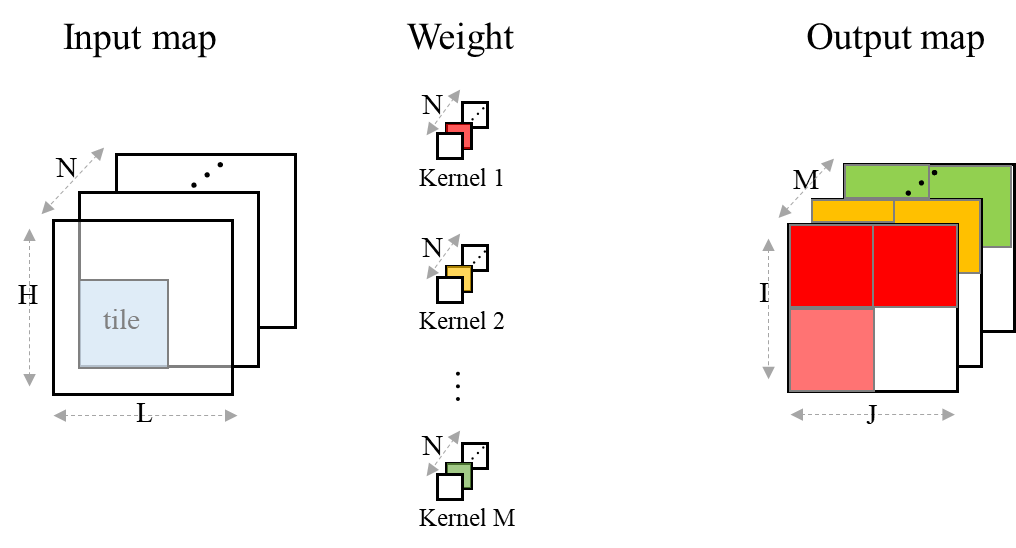 Input map
Weight
Output map
N
H
tile
L
N
Kernel 1
N
Kernel 2
N
Kernel M
M
I
J